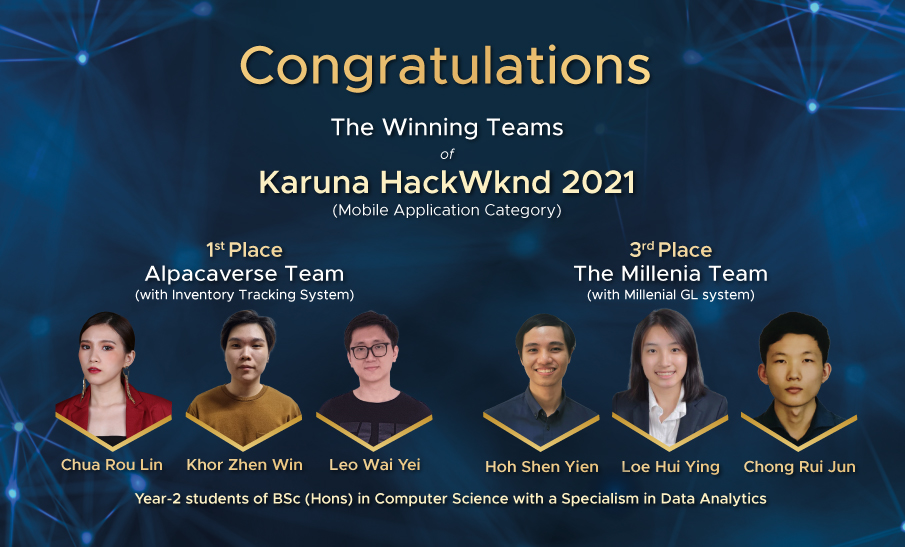 Congratulations
The Winning Teams
of
Karuna HackWknd 2021
(Mobile Application Category)
1st Place
Alpacaverse Team
(with Inventory Tracking System)
3rd Place
The Millenia Team
(with Millenial GL system)
Chua Rou Lin
Khor Zhen Win
Leo Wai Yei
Hoh Shen Yien
Loe Hui Ying
Chong Rui Jun
Year-2 students of BSc (Hons) in Computer Science with a Specialism in Data Analytics